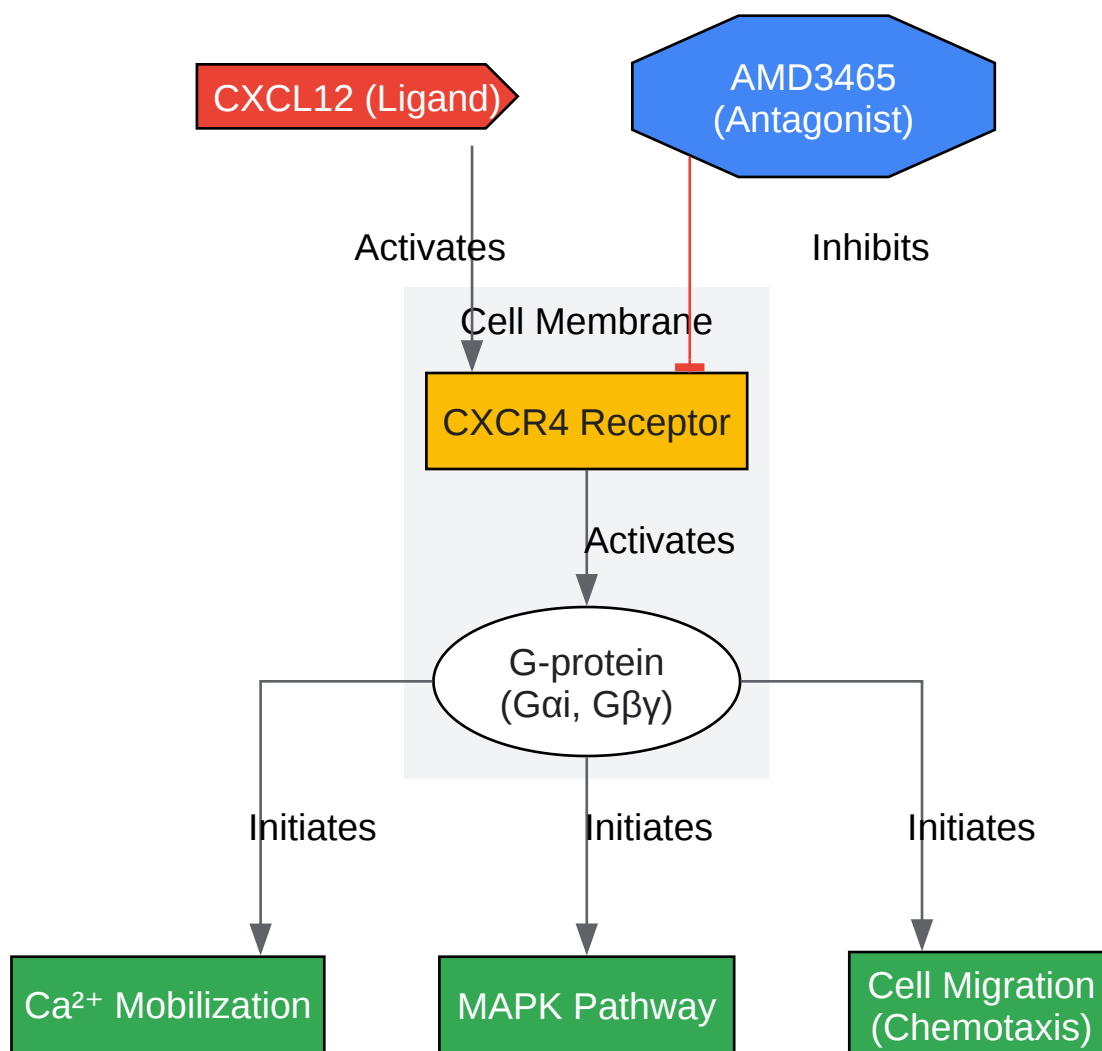 CXCL12 (Ligand)
AMD3465
(Antagonist)
Activates
Inhibits
Cell Membrane
CXCR4 Receptor
Activates
G-protein
(Gαi, Gβγ)
Initiates
Initiates
Initiates
Ca²⁺ Mobilization
MAPK Pathway
Cell Migration
(Chemotaxis)